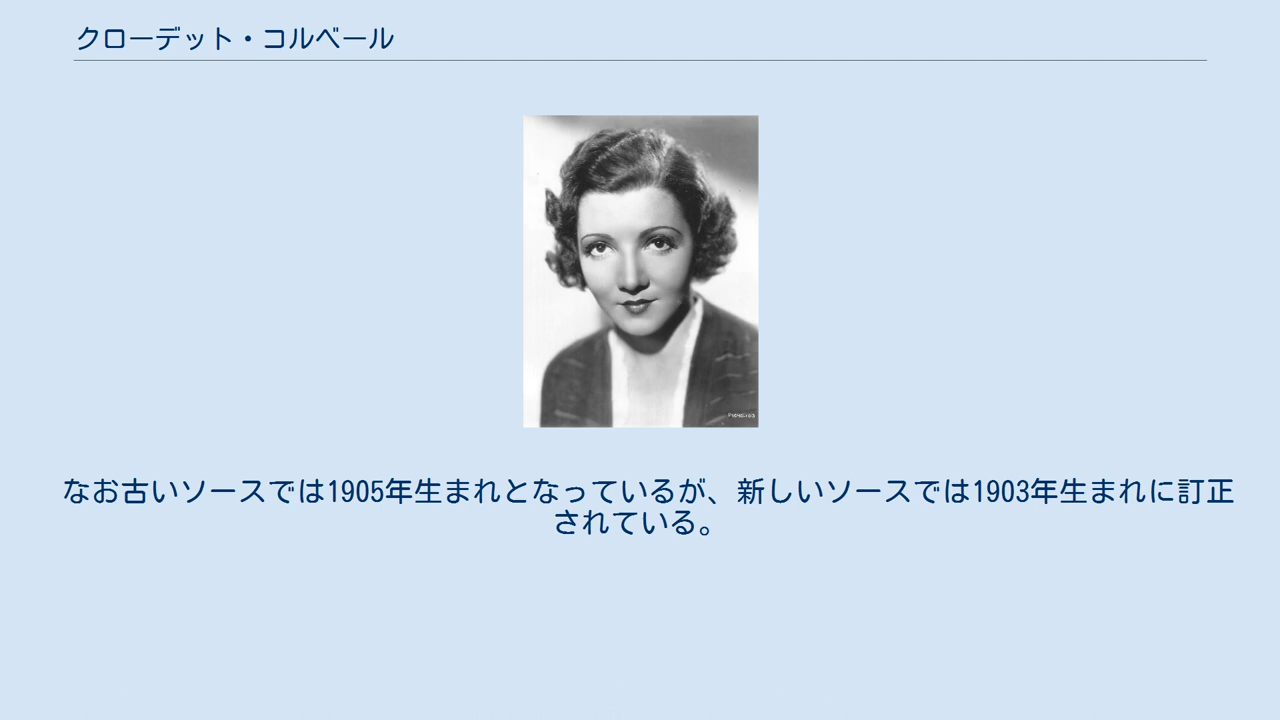 クローデット・コルベール
なお古いソースでは1905年生まれとなっているが、新しいソースでは1903年生まれに訂正
されている。